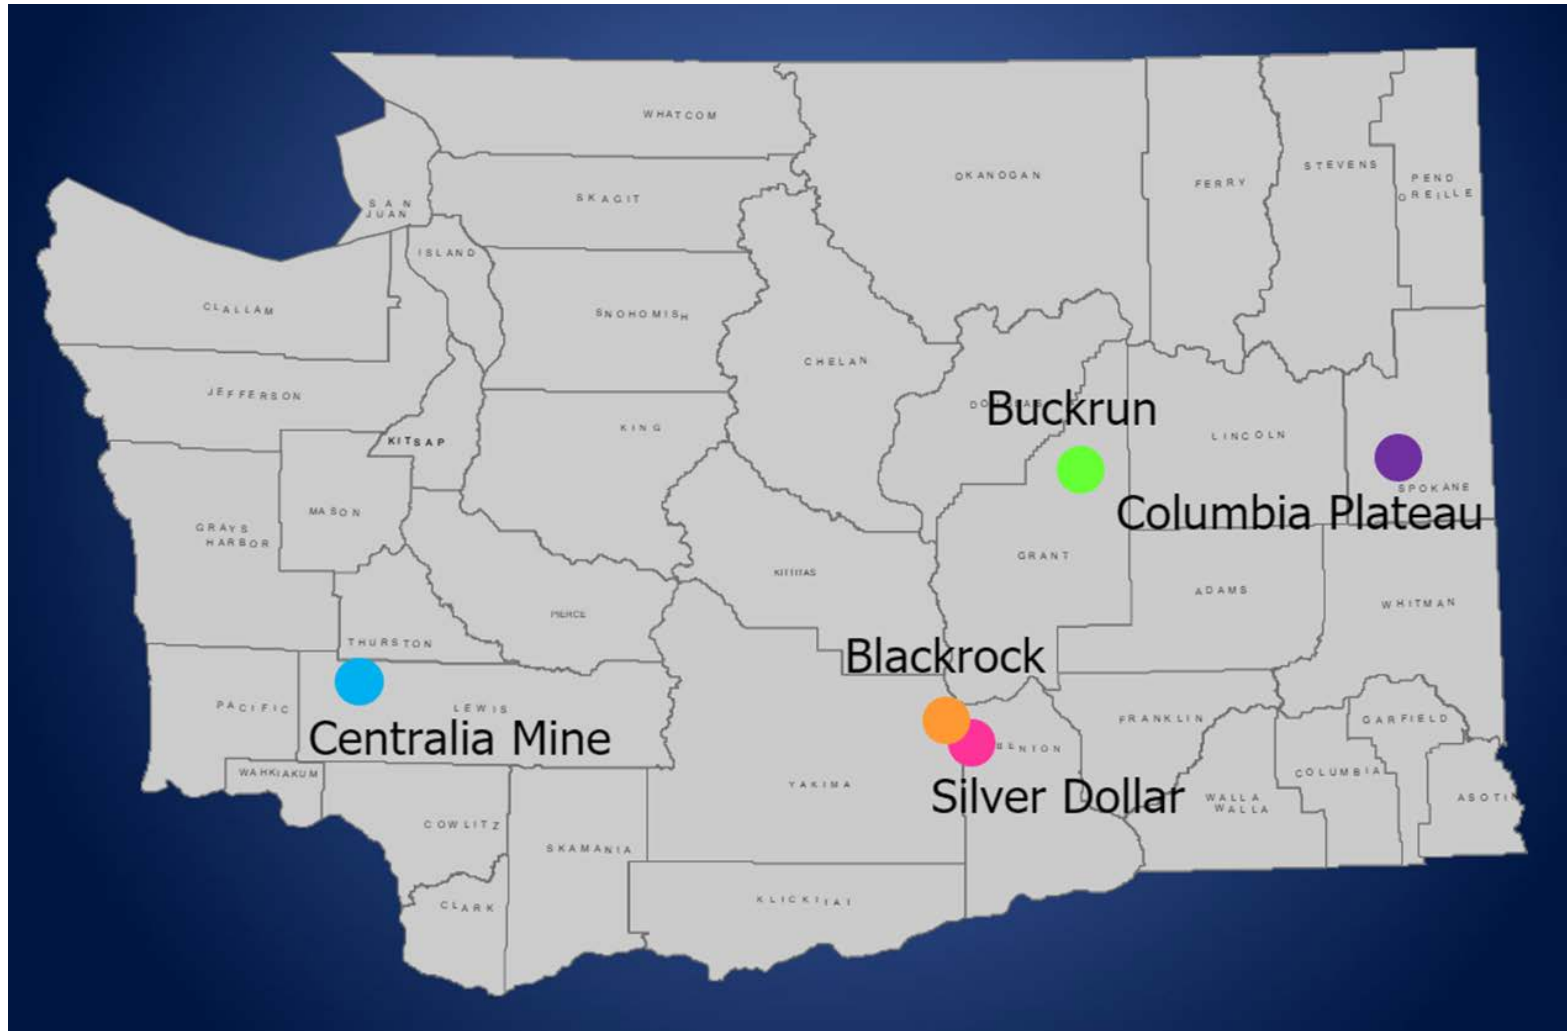 WHATCOM
OKANOGAN
FERRY
STEVENS
PEND
OREILLE
SAN
JUAN
SKAGIT
ISLAND
CLALLAM
SNOHOMISH
CHELAN
JEFFERSON
KITSAP
KING
DOUGLAS
Buckrun
LINCOLN
SPOKANE
Columbia Plateau
MASON
GRAYS
HARBOR
GRANT
KITTITAS
ADAMS
WHITMAN
PIERCE
THURSTON
Blackrock
PACIFIC
LEWIS
Centralia Mine
BENTON
FRANKLIN
GARFIELD
WAHKIAKUM
YAKIMA
Silver Dollar
WALLA
WALLA
COLUMBIA
ASOTIN
COWLITZ
SKAMANIA
CLARK
KLICKITAT